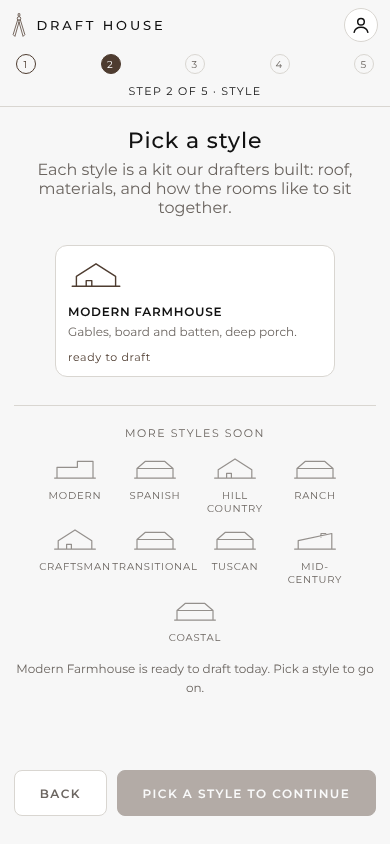 DRAFT HOUSE
1 2 3 4 5
STEP 2 OF 5 · STYLE
Pick a style
Each style is a kit our drafters built: roof,
materials, and how the rooms like to sit
together.
MODERN FARMHOUSE
Gables, board and batten, deep porch.
ready to draft
MORE STYLES SOON
MODERN SPANISH HILL COUNTRY RANCH
CRAFTSMAN TRANSITIONAL TUSCAN MID-CENTURY
COASTAL
Modern Farmhouse is ready to draft today. Pick a style to go
on.
BACK PICK A STYLE TO CONTINUE